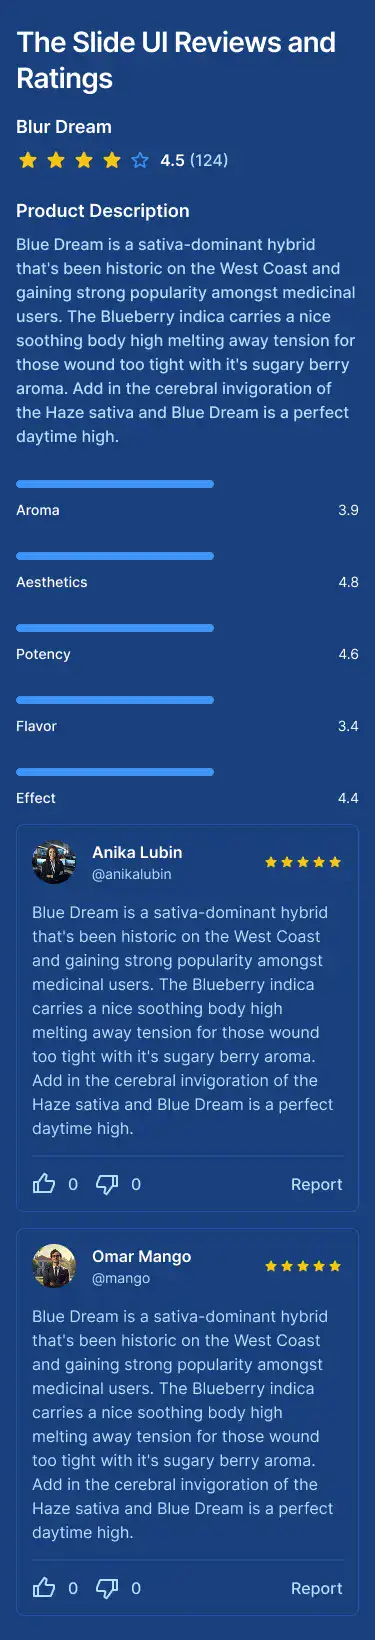 The Slide UI Reviews and
Ratings
Blur Dream
4.5 (124)
Product Description
Blue Dream is a sativa-dominant hybrid
that's been historic on the West Coast and
gaining strong popularity amongst medicinal
users. The Blueberry indica carries a nice
soothing body high melting away tension for
those wound too tight with it's sugary berry
aroma. Add in the cerebral invigoration of
the Haze sativa and Blue Dream is a perfect
daytime high.
Aroma 3.9
Aesthetics 4.8
Potency 4.6
Flavor 3.4
Effect 4.4
Anika Lubin
@anikalubin
Blue Dream is a sativa-dominant hybrid
that's been historic on the West Coast
and gaining strong popularity amongst
medicinal users. The Blueberry indica
carries a nice soothing body high
melting away tension for those wound
too tight with it's sugary berry aroma.
Add in the cerebral invigoration of the
Haze sativa and Blue Dream is a perfect
daytime high.
0 0 Report
Omar Mango
@mango
Blue Dream is a sativa-dominant hybrid
that's been historic on the West Coast
and gaining strong popularity amongst
medicinal users. The Blueberry indica
carries a nice soothing body high
melting away tension for those wound
too tight with it's sugary berry aroma.
Add in the cerebral invigoration of the
Haze sativa and Blue Dream is a perfect
daytime high.
0 0 Report